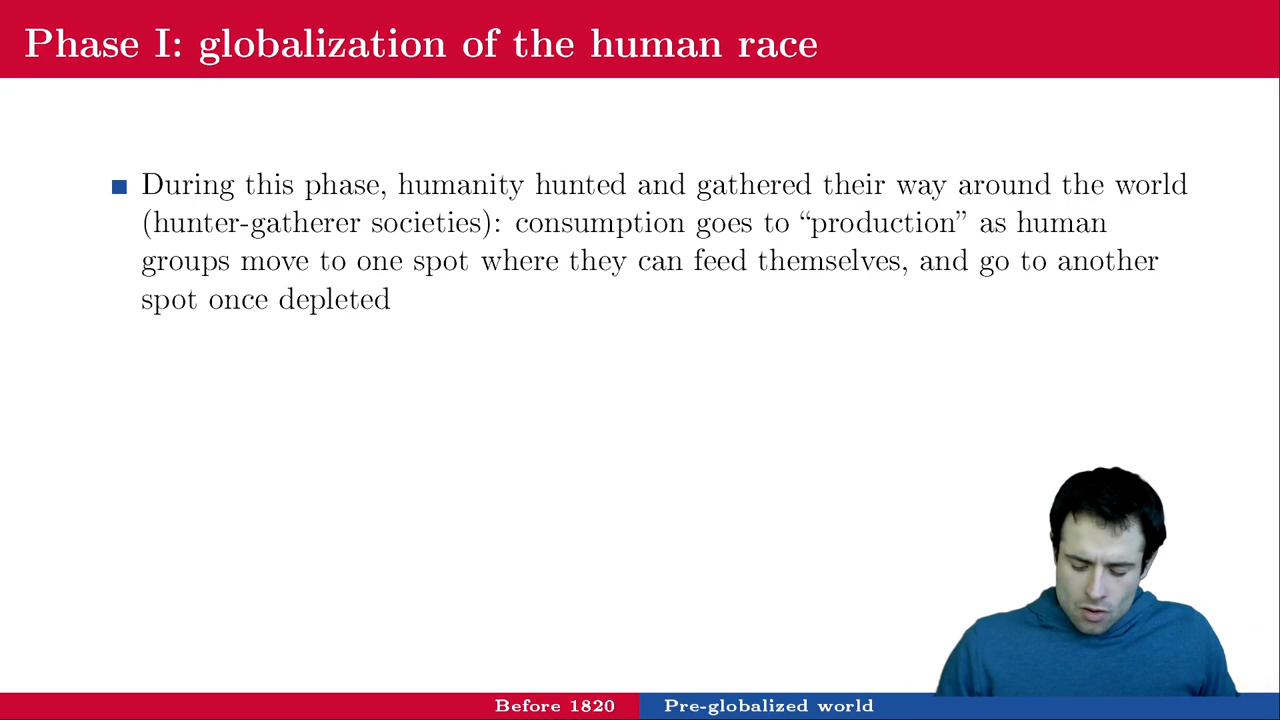 Phase I: globalization of the human race
During this phase, humanity hunted and gathered their way around the world
(hunter-gatherer societies): consumption goes to “production” as human
groups move to one spot where they can feed themselves, and go to another
spot once depleted
Before 1820
Pre-globalized world